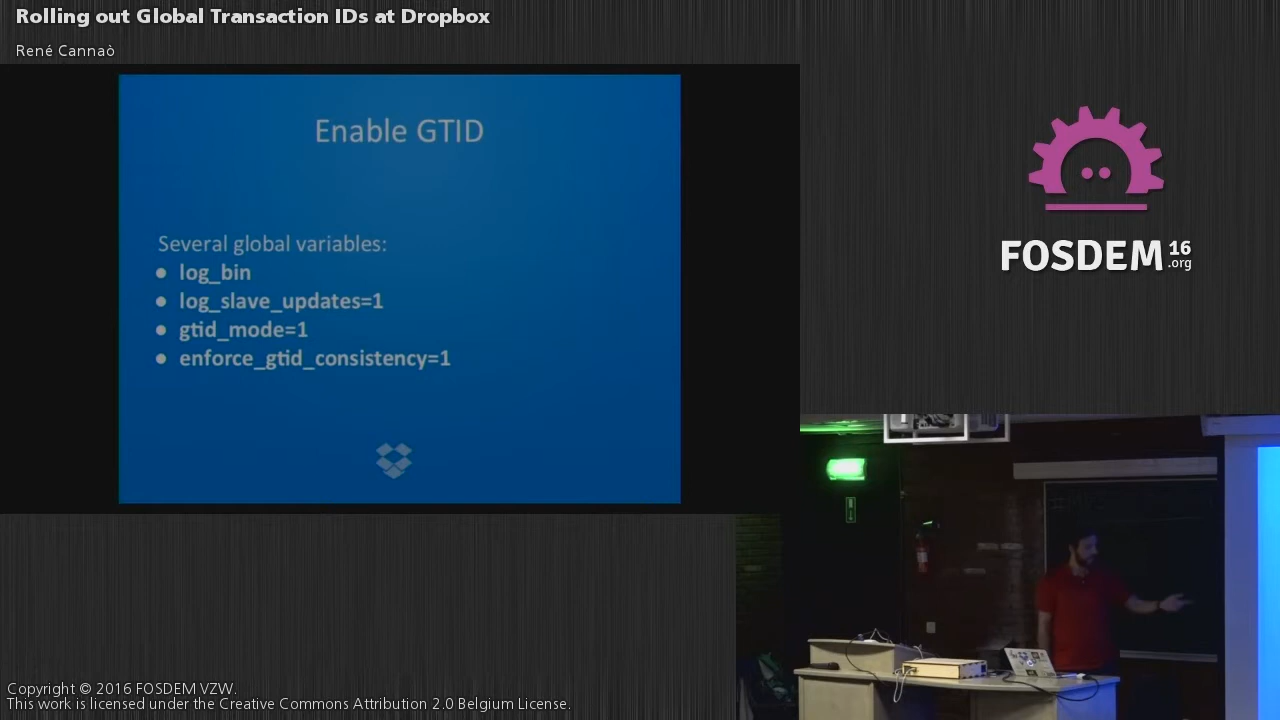 Rolling out Global Transaction IDs at Dropbox
René Cannaò
Enable GTID
Several global variables:
● log_bin
● log_slave_updates=1
● gtid_mode=1
● enforce_gtid_consistency=1
FOSDEM 16
.org
Copyright © 2016 FOSDEM VZW.
This work is licensed under the Creative Commons Attribution 2.0 Belgium License.